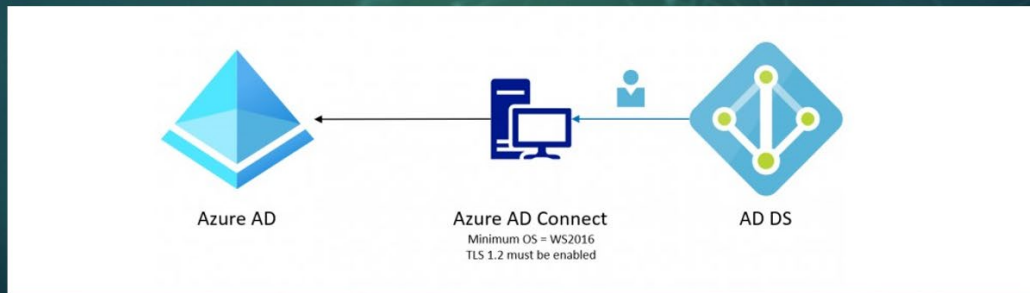 Azure AD
Azure AD Connect
AD DS
Minimum OS = WS2016
TLS 1.2 must be enabled